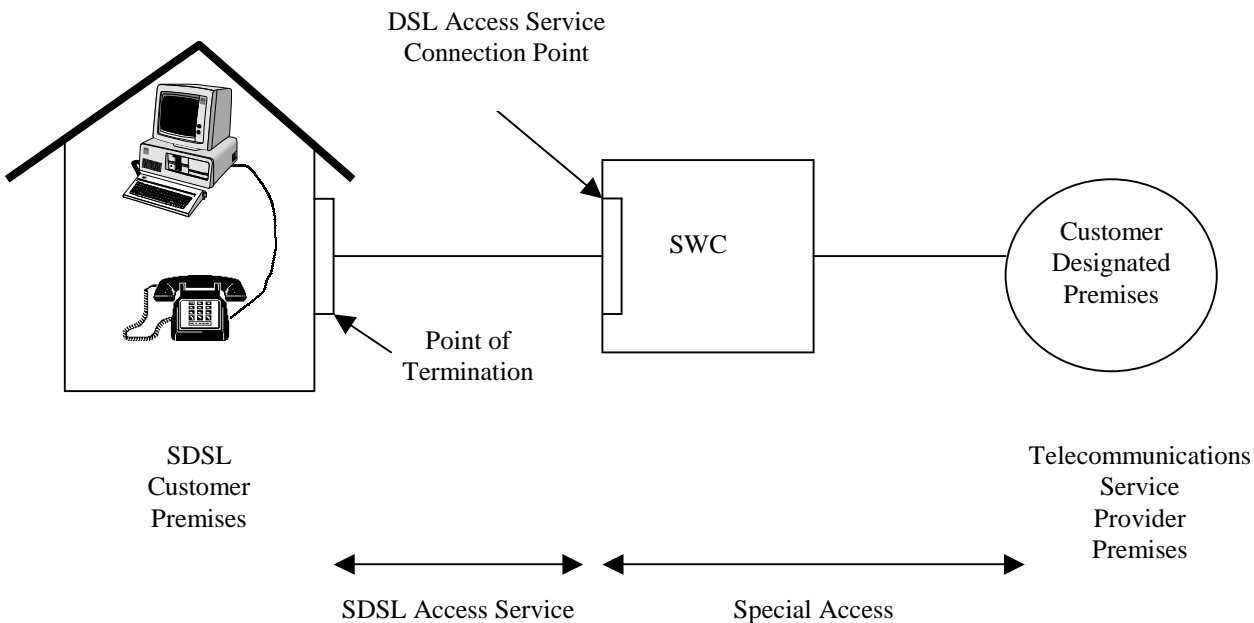 DSL Access Service
Connection Point
SWC
Customer
Designated
Premises
Point of
Termination
SDSL
Customer
Premises
Telecommunications
Service
Provider
Premises
SDSL Access Service
Special Access